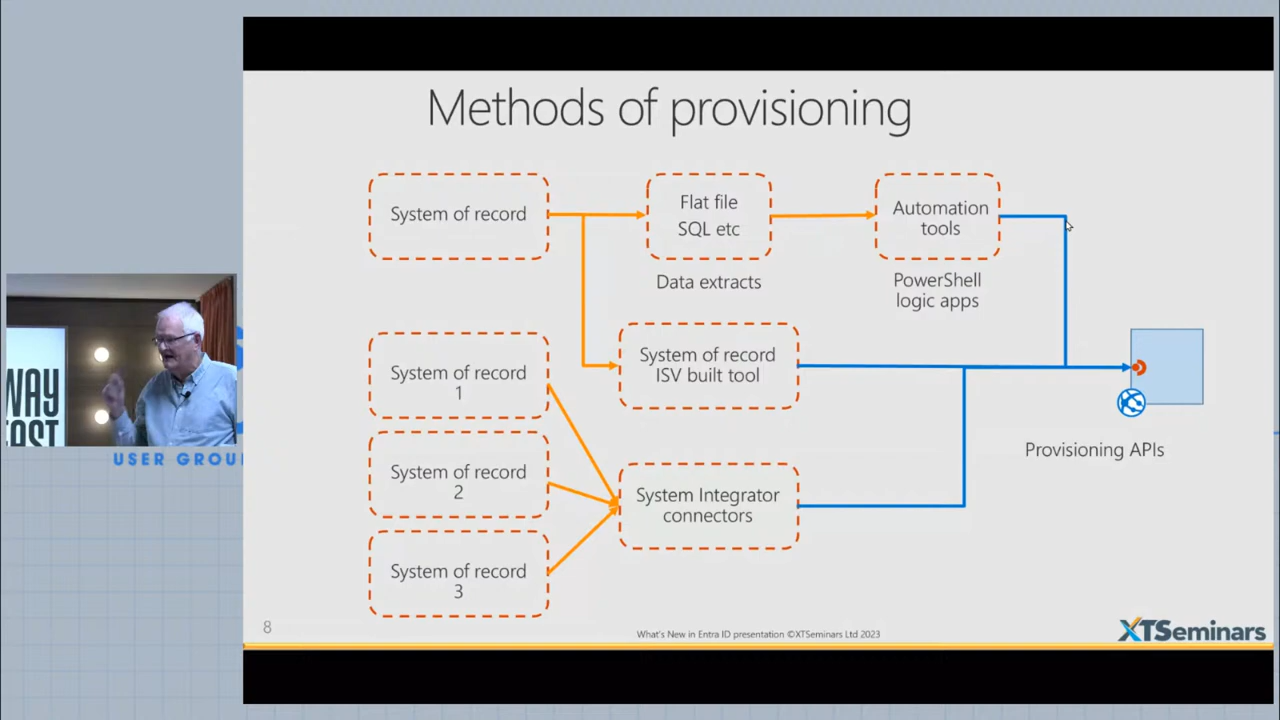 Methods of provisioning
System of record
Flat file
SQL etc
Data extracts
Automation
tools
PowerShell
logic apps
System of record
ISV built tool
System of record
1
System of record
2
System of record
3
System Integrator
connectors
Provisioning APIs
8
What's New in Entra ID presentation ©XTSeminars Ltd 2023
XTSeminars
WAY
USER GROU